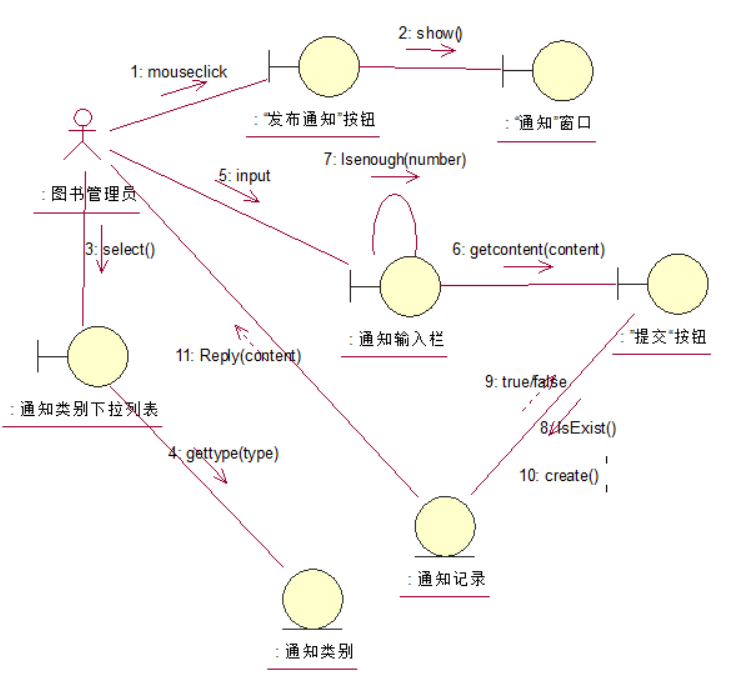 2: show()
1: mouseclick
: “发布通知”按钮
: “通知”窗口
7: Isenough(number)
5: input
: 图书管理员
3: select()
6: getcontent(content)
: 通知输入栏
: "提交“按钮
11: Reply(content)
9: true/false
: 通知类别下拉列表
8: IsExist()
4: gettype(type)
10: create()
: 通知记录
: 通知类别